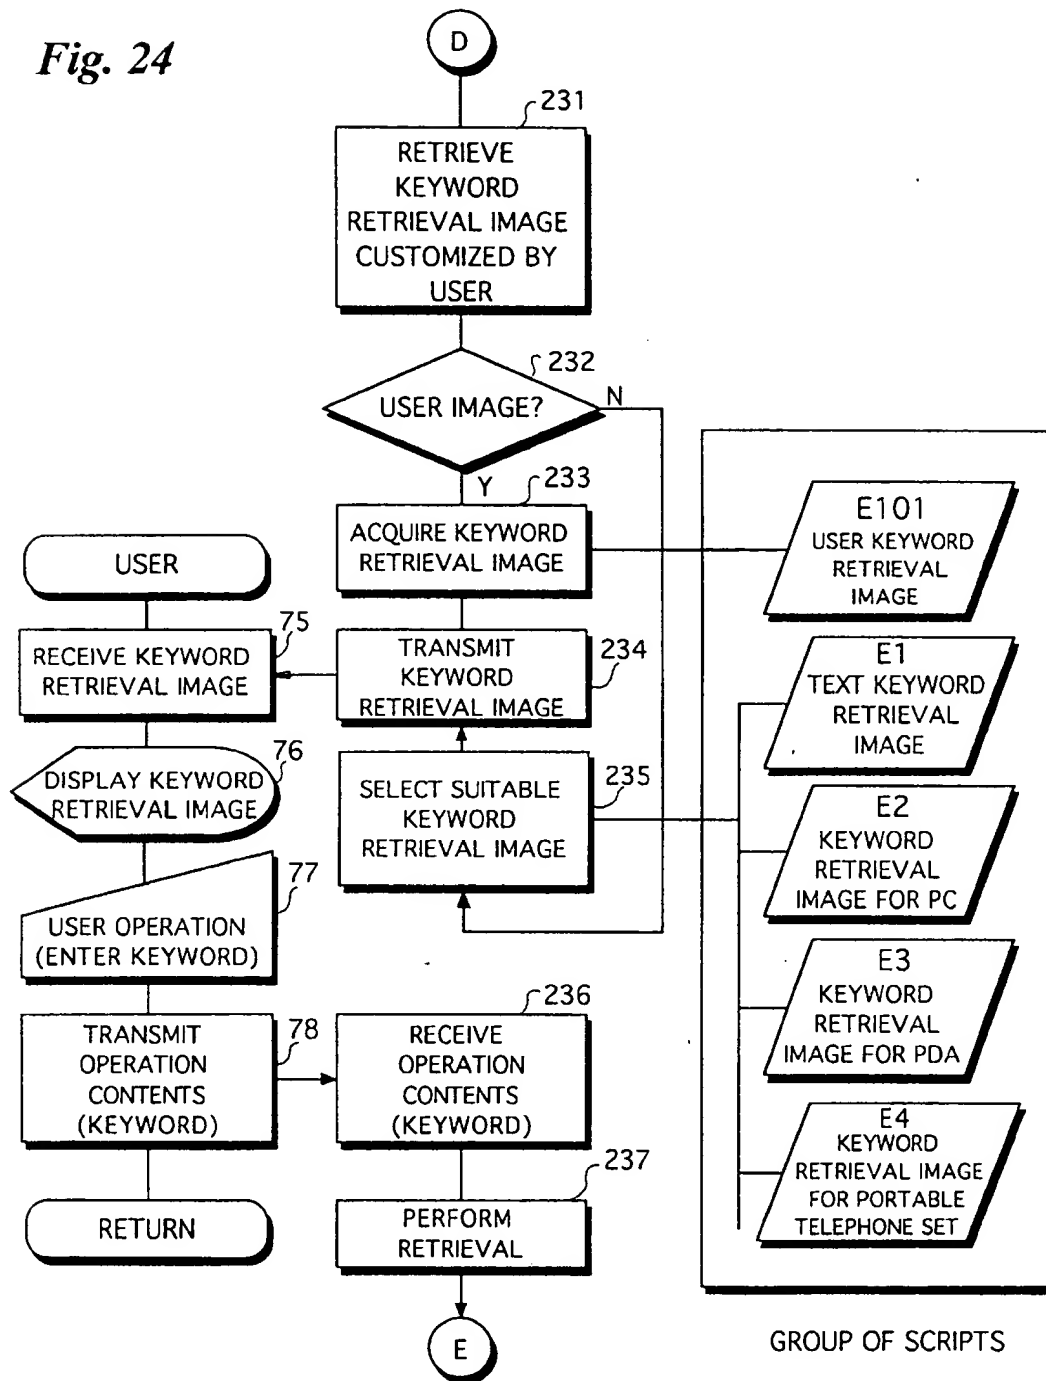 Fig. 24
D
231
RETRIEVE
KEYWORD
RETRIEVAL IMAGE
CUSTOMIZED BY
USER
232
USER IMAGE?
N
Y
233
ACQUIRE KEYWORD
RETRIEVAL IMAGE
TRANSMIT
KEYWORD
RETRIEVAL IMAGE
234
SELECT SUITABLE
KEYWORD
RETRIEVAL IMAGE
235
USER
75
RECEIVE KEYWORD
RETRIEVAL IMAGE
76
DISPLAY KEYWORD
RETRIEVAL IMAGE
77
USER OPERATION
(ENTER KEYWORD)
78
TRANSMIT
OPERATION
CONTENTS
(KEYWORD)
RETURN
236
RECEIVE
OPERATION
CONTENTS
(KEYWORD)
237
PERFORM
RETRIEVAL
E
E101
USER KEYWORD
RETRIEVAL
IMAGE
E1
TEXT KEYWORD
RETRIEVAL
IMAGE
E2
KEYWORD
RETRIEVAL
IMAGE FOR PC
E3
KEYWORD
RETRIEVAL
IMAGE FOR PDA
E4
KEYWORD
RETRIEVAL IMAGE
FOR PORTABLE
TELEPHONE SET
GROUP OF SCRIPTS